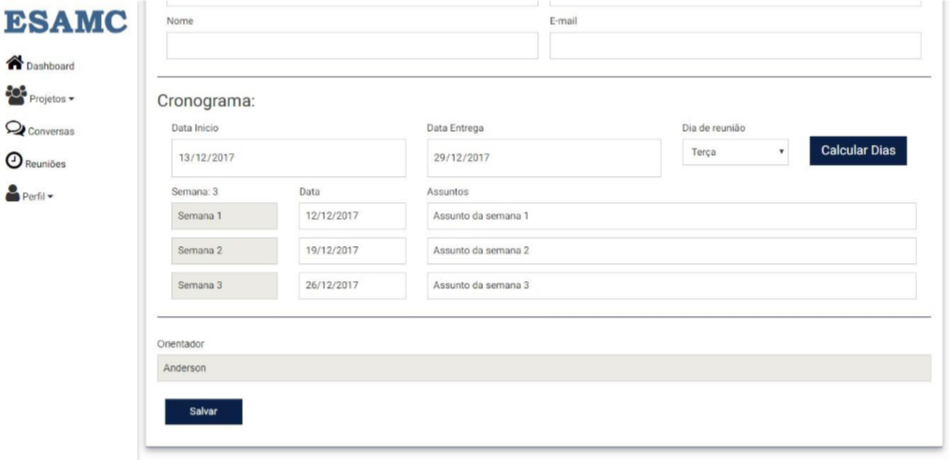 ESAMC
Dashboard
Projetos
Conversas
Reuniões
Perfil
Nome E-mail
Cronograma:
Data Inicio Data Entrega Dia de reunião
13/12/2017 29/12/2017 Terça Calcular Dias
Semana: 3 Data Assuntos
Semana 1 12/12/2017 Assunto da semana 1
Semana 2 19/12/2017 Assunto da semana 2
Semana 3 26/12/2017 Assunto da semana 3
Orientador
Anderson
Salvar